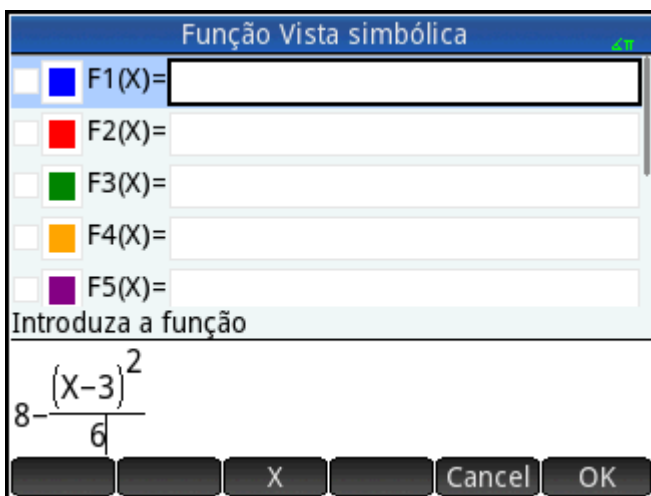 Função Vista simbólica
∡π
F1(X)=
F2(X)=
F3(X)=
F4(X)=
F5(X)=
Introduza a função
8-(X-3)²/6
X Cancel OK